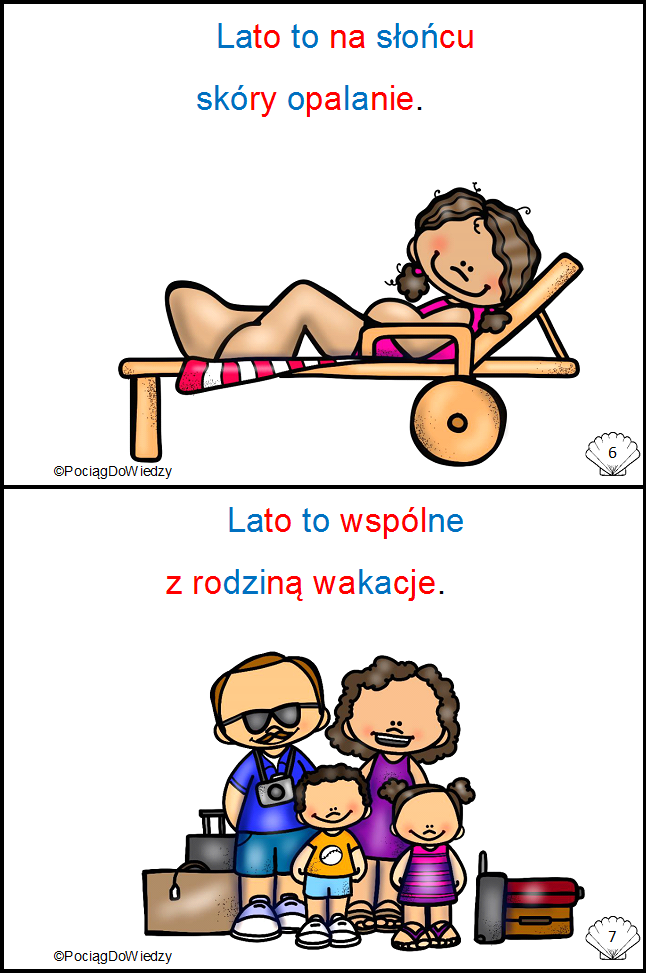 Lato to na słońcu
skóry opalanie.
©PociągDoWiedzy
6
Lato to wspólne
z rodziną wakacje.
©PociągDoWiedzy
7